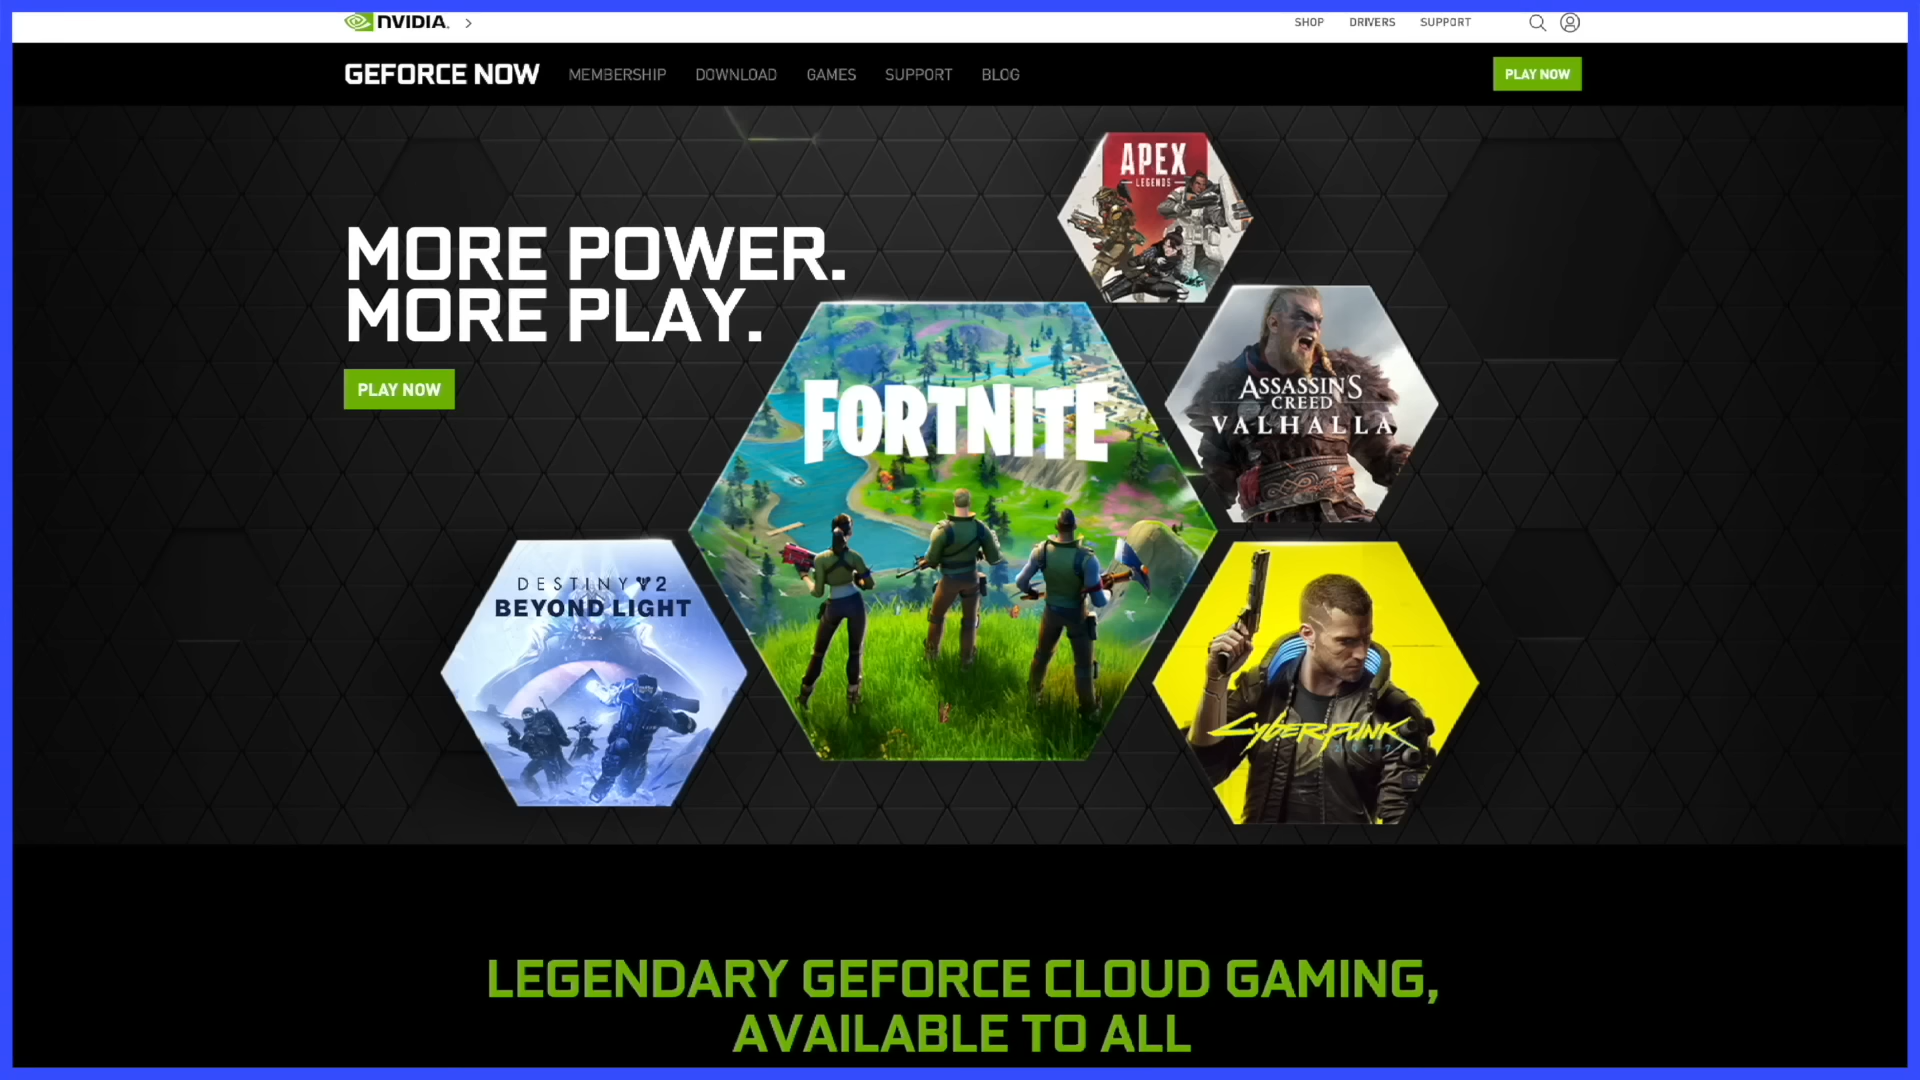 NVIDIA.
SHOP DRIVERS SUPPORT
GEFORCE NOW MEMBERSHIP DOWNLOAD GAMES SUPPORT BLOG PLAY NOW
MORE POWER.
MORE PLAY.
PLAY NOW
APEX
LEGENDS
ASSASSIN'S
CREED
VALHALLA
FORTNITE
DESTINY 2
BEYOND LIGHT
CYBERPUNK
2077
LEGENDARY GEFORCE CLOUD GAMING,
AVAILABLE TO ALL